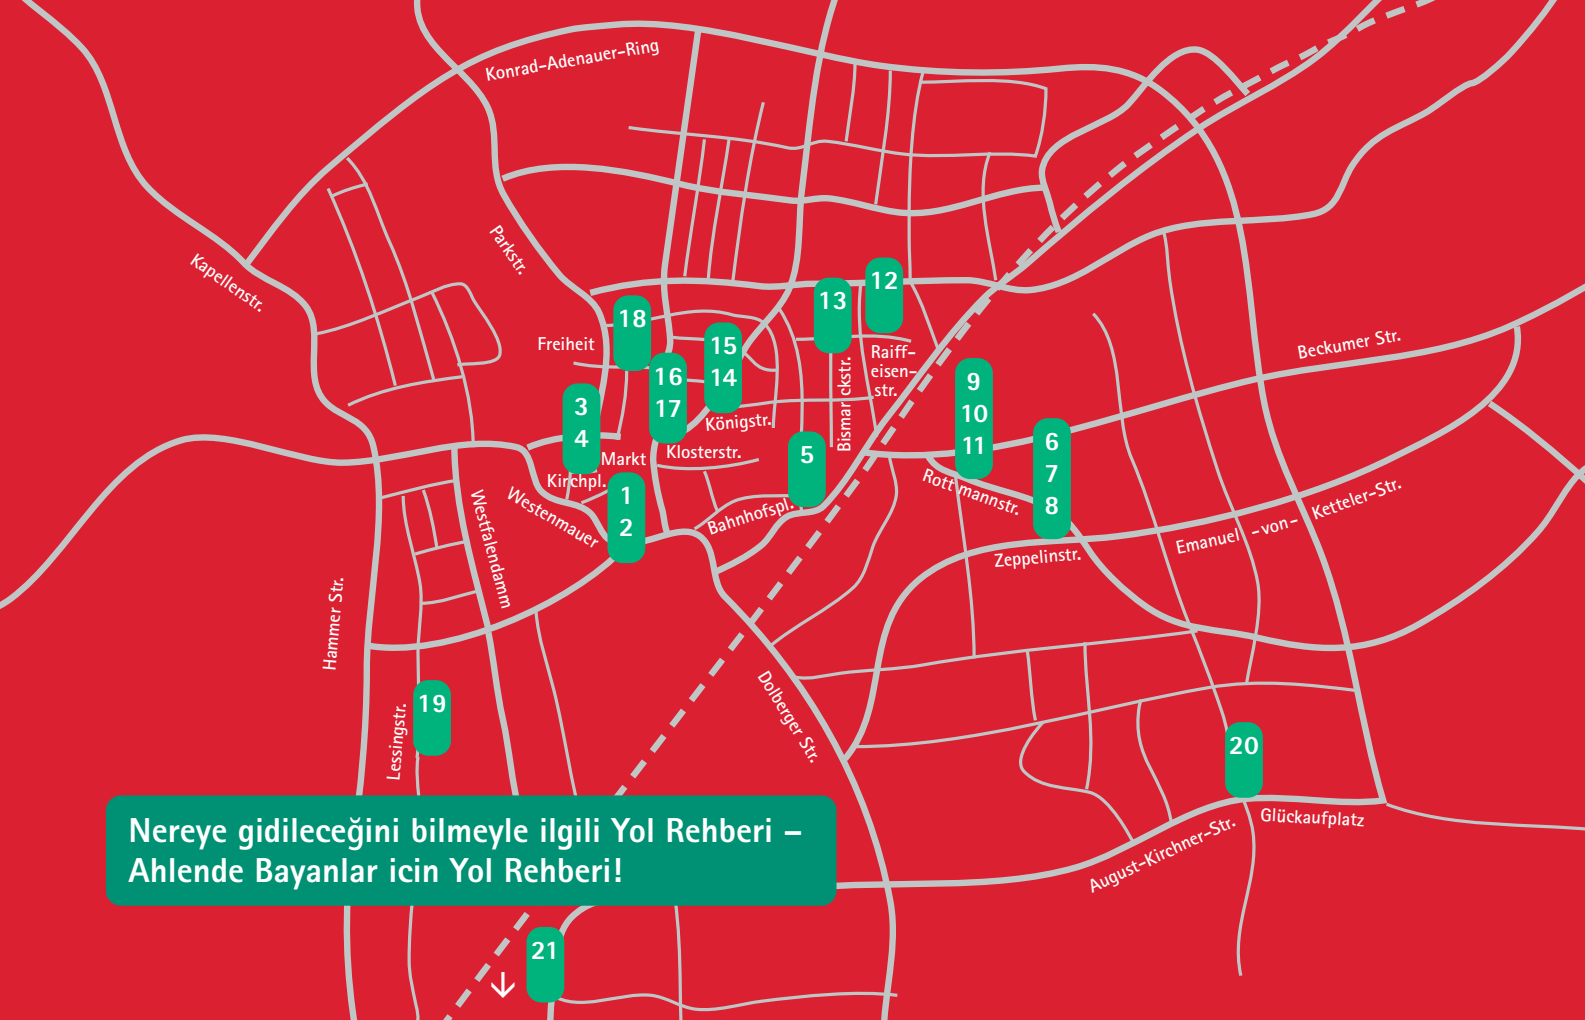 Konrad-Adenauer-Ring
Kapellenstr.
Parkstr.
12
13
18
Freiheit
15
14
Raiff-
eisen-
str.
Beckumer Str.
16
17
9
10
11
3
4
Königstr.
Bismarckstr.
Markt
Klosterstr.
5
6
7
8
Kirchpl.
Westenmauer
1
2
Bahnhofspl.
Rottmannstr.
Zeppelinstr.
Emanuel -von- Ketteler-Str.
Westfalendamm
Hammer Str.
Lessingstr.
19
Dolberger Str.
20
Glückaufplatz
August-Kirchner-Str.
Nereye gidileceğini bilmeyle ilgili Yol Rehberi –
Ahlende Bayanlar icin Yol Rehberi!
21